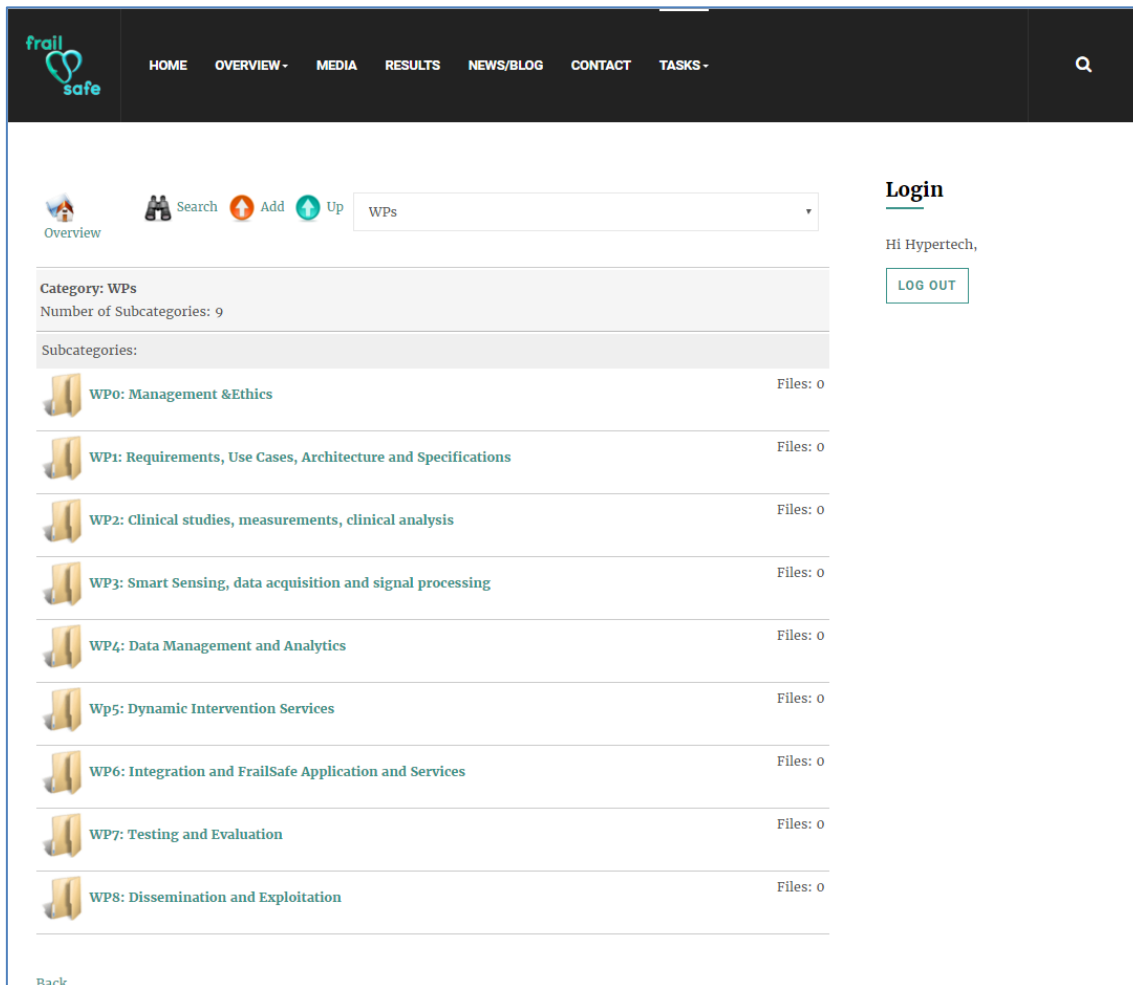 frail
safe
HOME OVERVIEW MEDIA RESULTS NEWS/BLOG CONTACT TASKS
Overview
Search Add Up WPs
Category: WPs
Number of Subcategories: 9
Subcategories:
WP0: Management &Ethics Files: 0
WP1: Requirements, Use Cases, Architecture and Specifications Files: 0
WP2: Clinical studies, measurements, clinical analysis Files: 0
WP3: Smart Sensing, data acquisition and signal processing Files: 0
WP4: Data Management and Analytics Files: 0
Wp5: Dynamic Intervention Services Files: 0
WP6: Integration and FrailSafe Application and Services Files: 0
WP7: Testing and Evaluation Files: 0
WP8: Dissemination and Exploitation Files: 0
Back
Login
Hi Hypertech,
LOG OUT